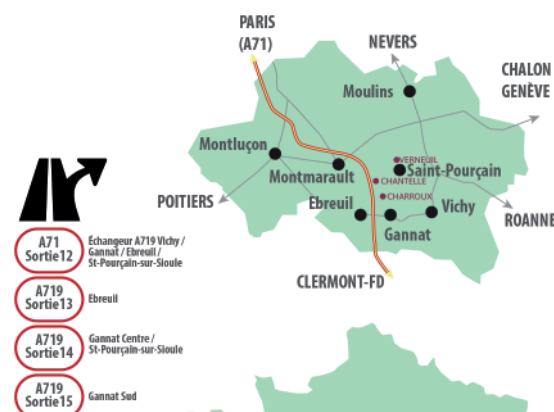 PARIS
(A71)
NEVERS
CHALON
GENÈVE
Moulins
Montluçon
VERNEUIL
Saint-Pourçain
Montmarault
CHANTELLE
POITIERS
CHARROUX
Ebreuil
Vichy
ROANNE
Gannat
CLERMONT-FD
A71
Sortie12
Échangeur A719 Vichy /
Gannat / Ebreuil /
St-Pourçain-sur-Sioule
A719
Sortie13
Ebreuil
A719
Sortie14
Gannat Centre /
St-Pourçain-sur-Sioule
A719
Sortie15
Gannat Sud